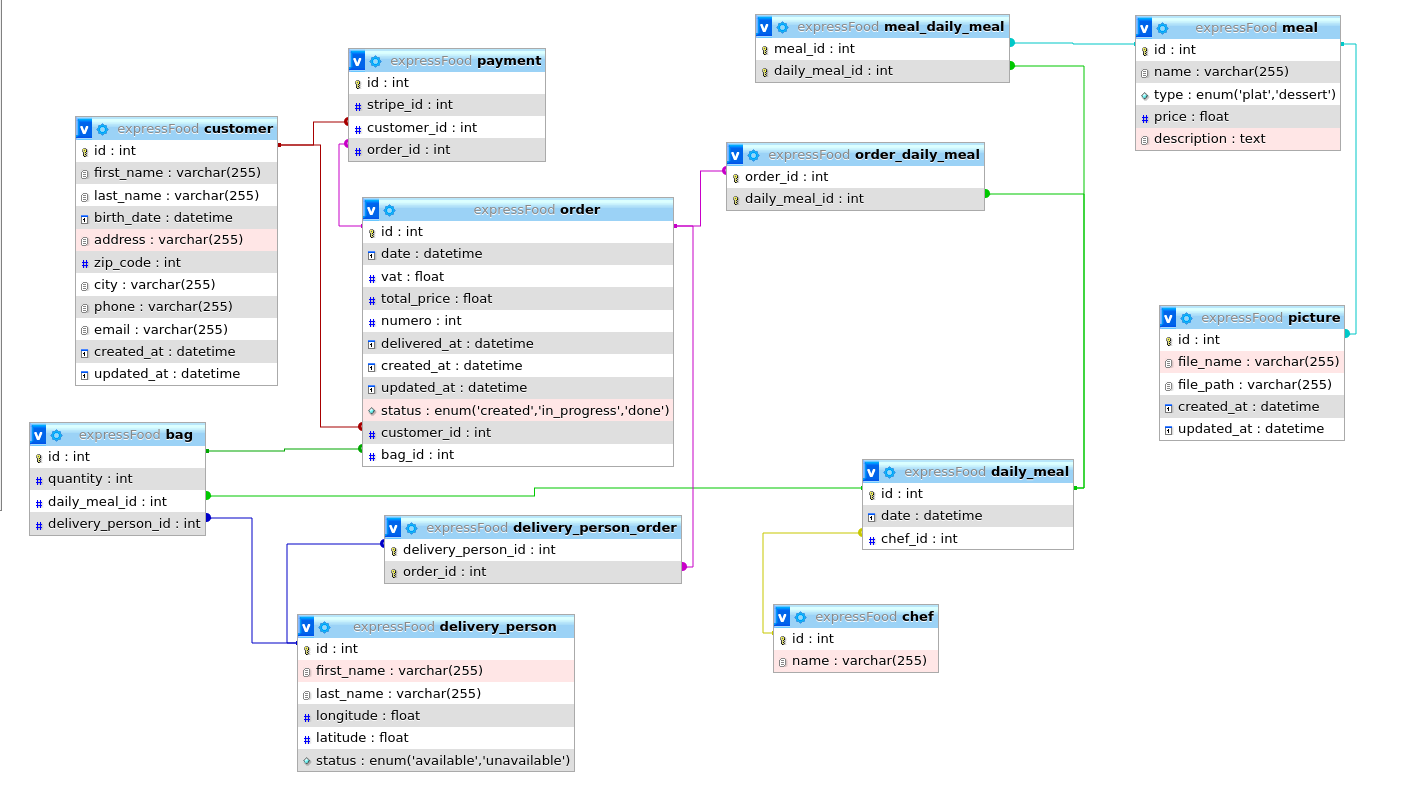 expressFood payment
id : int
stripe_id : int
customer_id : int
order_id : int
expressFood customer
id : int
first_name : varchar(255)
last_name : varchar(255)
birth_date : datetime
address : varchar(255)
zip_code : int
city : varchar(255)
phone : varchar(255)
email : varchar(255)
created_at : datetime
updated_at : datetime
expressFood order
id : int
date : datetime
vat : float
total_price : float
numero : int
delivered_at : datetime
created_at : datetime
updated_at : datetime
status : enum('created','in_progress','done')
customer_id : int
bag_id : int
expressFood meal_daily_meal
meal_id : int
daily_meal_id : int
expressFood meal
id : int
name : varchar(255)
type : enum('plat','dessert')
price : float
description : text
expressFood order_daily_meal
order_id : int
daily_meal_id : int
expressFood picture
id : int
file_name : varchar(255)
file_path : varchar(255)
created_at : datetime
updated_at : datetime
expressFood bag
id : int
quantity : int
daily_meal_id : int
delivery_person_id : int
expressFood delivery_person_order
delivery_person_id : int
order_id : int
expressFood daily_meal
id : int
date : datetime
chef_id : int
expressFood delivery_person
id : int
first_name : varchar(255)
last_name : varchar(255)
longitude : float
latitude : float
status : enum('available','unavailable')
expressFood chef
id : int
name : varchar(255)